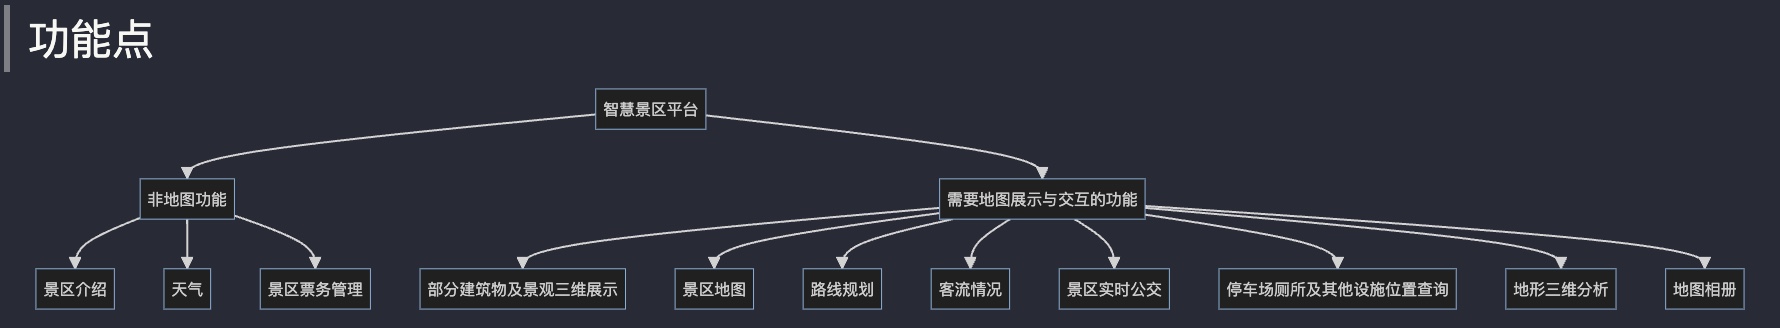 功能点
智慧景区平台
非地图功能
需要地图展示与交互的功能
景区介绍
天气
景区票务管理
部分建筑物及景观三维展示
景区地图
路线规划
客流情况
景区实时公交
停车场厕所及其他设施位置查询
地形三维分析
地图相册